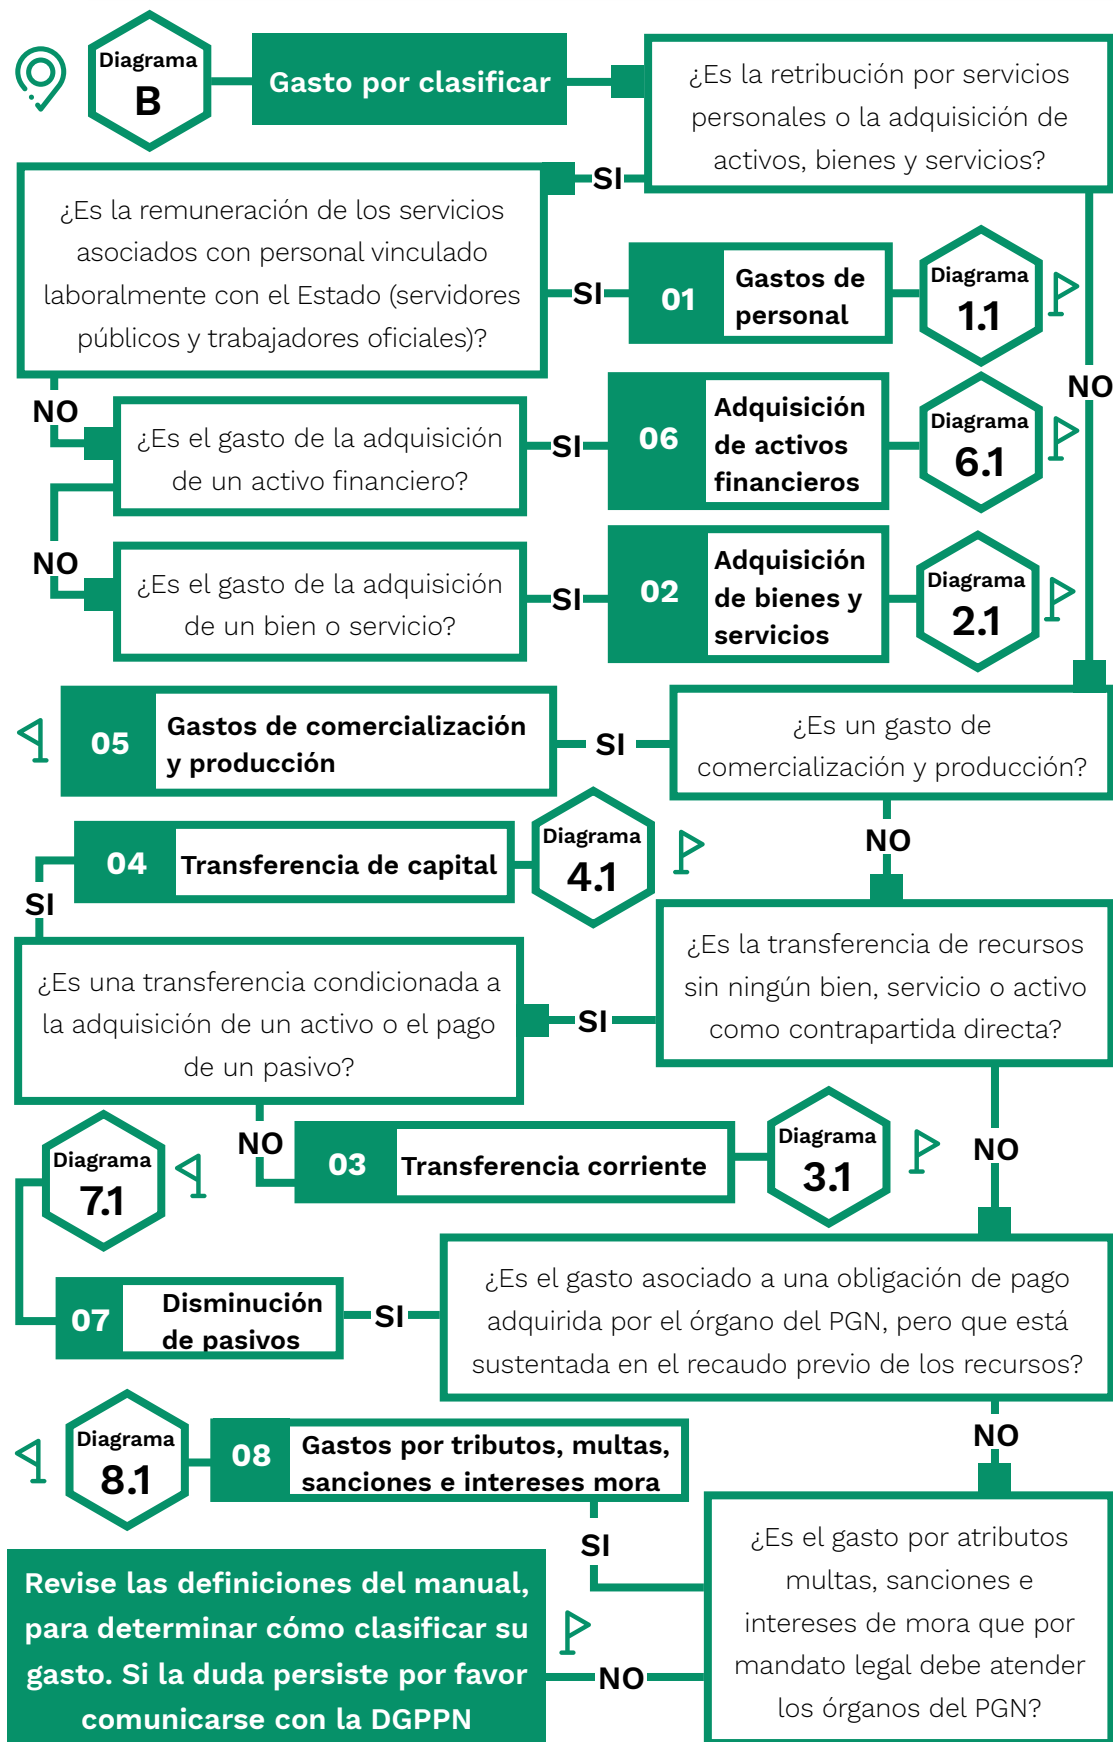 Diagrama
B
Gasto por clasificar
¿Es la retribución por servicios
personales o la adquisición de
activos, bienes y servicios?
SI
¿Es la remuneración de los servicios
asociados con personal vinculado
laboralmente con el Estado (servidores
públicos y trabajadores oficiales)?
SI
01
Gastos de
personal
Diagrama
1.1
NO
NO
¿Es el gasto de la adquisición
de un activo financiero?
SI
06
Adquisición
de activos
financieros
Diagrama
6.1
NO
¿Es el gasto de la adquisición
de un bien o servicio?
SI
02
Adquisición
de bienes y
servicios
Diagrama
2.1
¿Es un gasto de
comercialización y producción?
SI
05
Gastos de comercialización
y producción
NO
04
Transferencia de capital
Diagrama
4.1
SI
¿Es la transferencia de recursos
sin ningún bien, servicio o activo
como contrapartida directa?
SI
¿Es una transferencia condicionada a
la adquisición de un activo o el pago
de un pasivo?
NO
03
Transferencia corriente
Diagrama
3.1
NO
Diagrama
7.1
¿Es el gasto asociado a una obligación de pago
adquirida por el órgano del PGN, pero que está
sustentada en el recaudo previo de los recursos?
SI
07
Disminución
de pasivos
NO
Diagrama
8.1
08
Gastos por tributos, multas,
sanciones e intereses mora
SI
¿Es el gasto por atributos
multas, sanciones e
intereses de mora que por
mandato legal debe atender
los órganos del PGN?
NO
Revise las definiciones del manual,
para determinar cómo clasificar su
gasto. Si la duda persiste por favor
comunicarse con la DGPPN